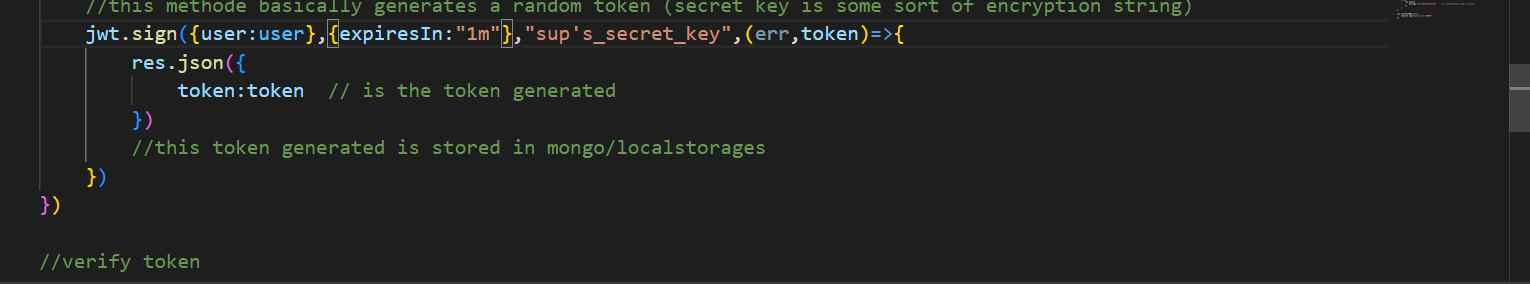 //this methode basically generates a random token (secret key is some sort of encryption string)
jwt.sign({user:user},{expiresIn:"1m"},"sup's_secret_key",(err,token)=>{
res.json({
token:token // is the token generated
})
//this token generated is stored in mongo/localstorages
})
})
//verify token